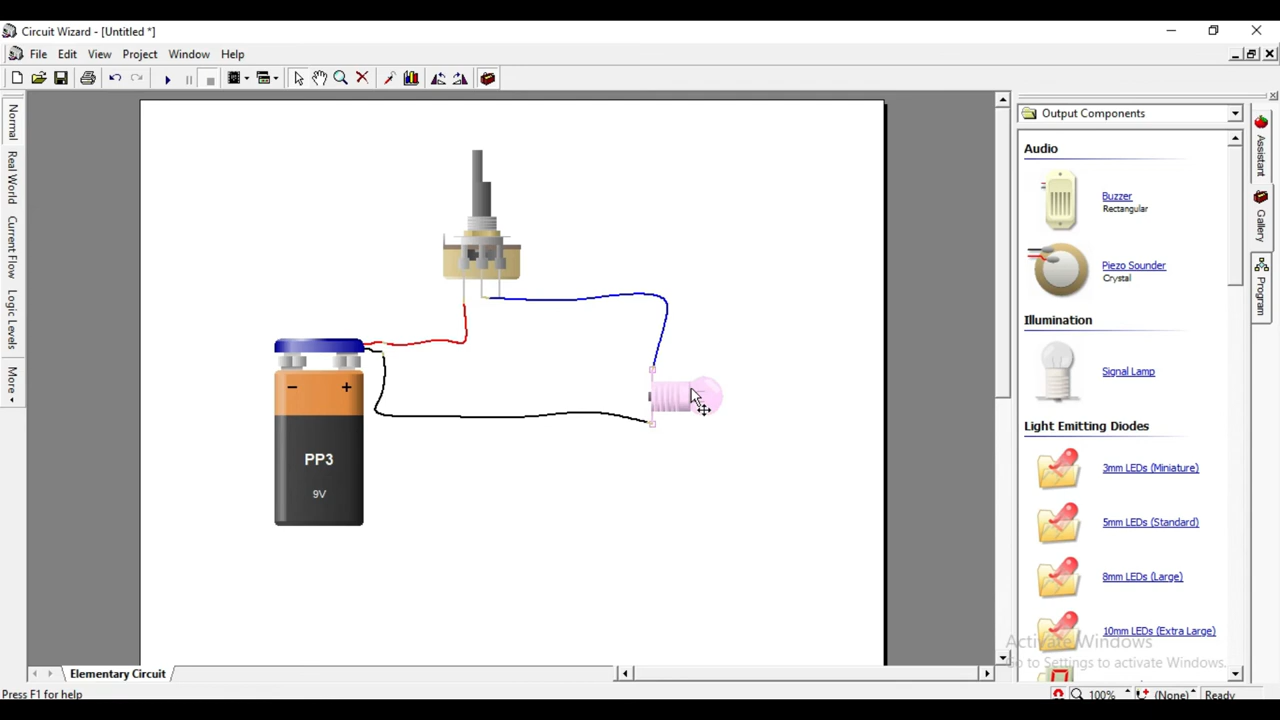 Circuit Wizard - [Untitled *]
File Edit View Project Window Help
Normal
Real World
Current Flow
Logic Levels
More
- +
PP3
9V
Output Components
Audio
Buzzer
Rectangular
Piezo Sounder
Crystal
Illumination
Signal Lamp
Light Emitting Diodes
3mm LEDs (Miniature)
5mm LEDs (Standard)
8mm LEDs (Large)
10mm LEDs (Extra Large)
Assistant
Gallery
Program
Activate Windows
Go to Settings to activate Windows.
Elementary Circuit
Press F1 for help
100% (None) Ready